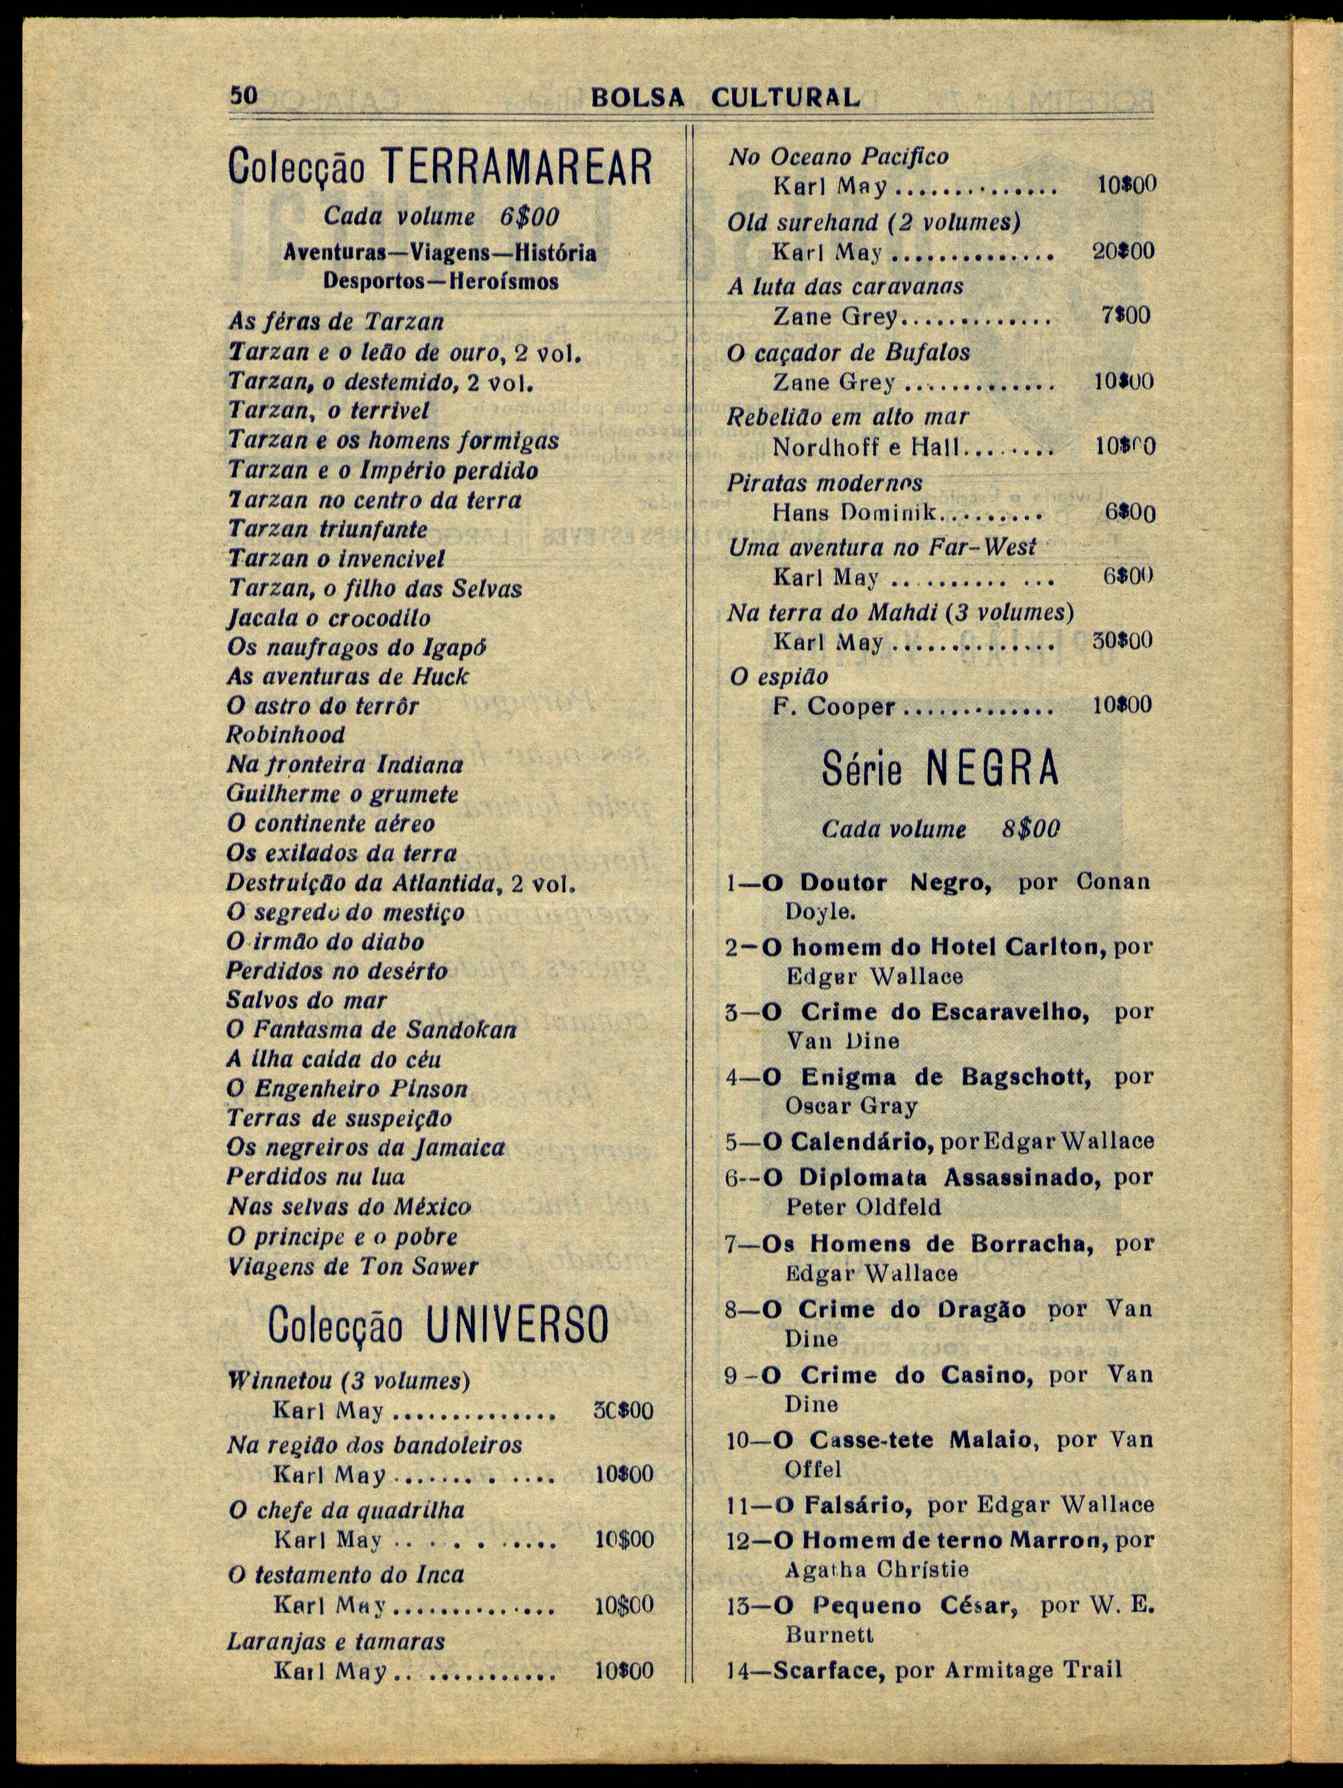 50
BOLSA CULTURAL
Colecção TERRAMAREAR
Cada volume 6$00
Aventuras—Viagens—História
Desportos—Heroísmos
As féras de Tarzan
Tarzan e o leão de ouro, 2 vol.
Tarzan, o destemido, 2 vol.
Tarzan, o terrivel
Tarzan e os homens formigas
Tarzan e o Império perdido
Tarzan no centro da terra
Tarzan triunfante
Tarzan o invencivel
Tarzan, o filho das Selvas
Jacala o crocodilo
Os naufragos do Igapó
As aventuras de Huck
O astro do terrôr
Robinhood
Na fronteira Indiana
Guilherme o grumete
O continente aéreo
Os exilados da terra
Destruição da Atlantida, 2 vol.
O segredo do mestiço
O irmão do diabo
Perdidos no desérto
Salvos do mar
O Fantasma de Sandokan
A ilha caida do céu
O Engenheiro Pinson
Terras de suspeição
Os negreiros da Jamaica
Perdidos na lua
Nas selvas do México
O principe e o pobre
Viagens de Ton Sawer
Colecção UNIVERSO
Winnetou (3 volumes)
Karl May .............. 30$00
Na região dos bandoleiros
Karl May ....... . .... 10$00
O chefe da quadrilha
Karl May .. . . . ..... 10$00
O testamento do Inca
Karl May .............. 10$00
Laranjas e tamaras
Karl May .. ........... 10$00
No Oceano Pacifico
Karl May .............. 10$00
Old surehand (2 volumes)
Karl May .............. 20$00
A luta das caravanas
Zane Grey............. 7$00
O caçador de Bufalos
Zane Grey ............. 10$00
Rebelião em alto mar
Nordhoff e Hall........ 10$00
Piratas modernos
Hans Dominik......... 6$00
Uma aventura no Far-West
Karl May .. ........ ... 6$00
Na terra do Mahdi (3 volumes)
Karl May .............. 30$00
O espião
F. Cooper ............. 10$00
Série NEGRA
Cada volume 8$00
1—O Doutor Negro, por Conan
Doyle.
2—O homem do Hotel Carlton, por
Edgar Wallace
3—O Crime do Escaravelho, por
Van Dine
4—O Enigma de Bagschott, por
Oscar Gray
5—O Calendário, por Edgar Wallace
6--O Diplomata Assassinado, por
Peter Oldfeld
7—Os Homens de Borracha, por
Edgar Wallace
8—O Crime do Dragão por Van
Dine
9-O Crime do Casino, por Van
Dine
10—O Casse-tete Malaio, por Van
Offel
11—O Falsário, por Edgar Wallace
12—O Homem de terno Marron, por
Agatha Christie
13—O Pequeno César, por W. E.
Burnett
14—Scarface, por Armitage Trail